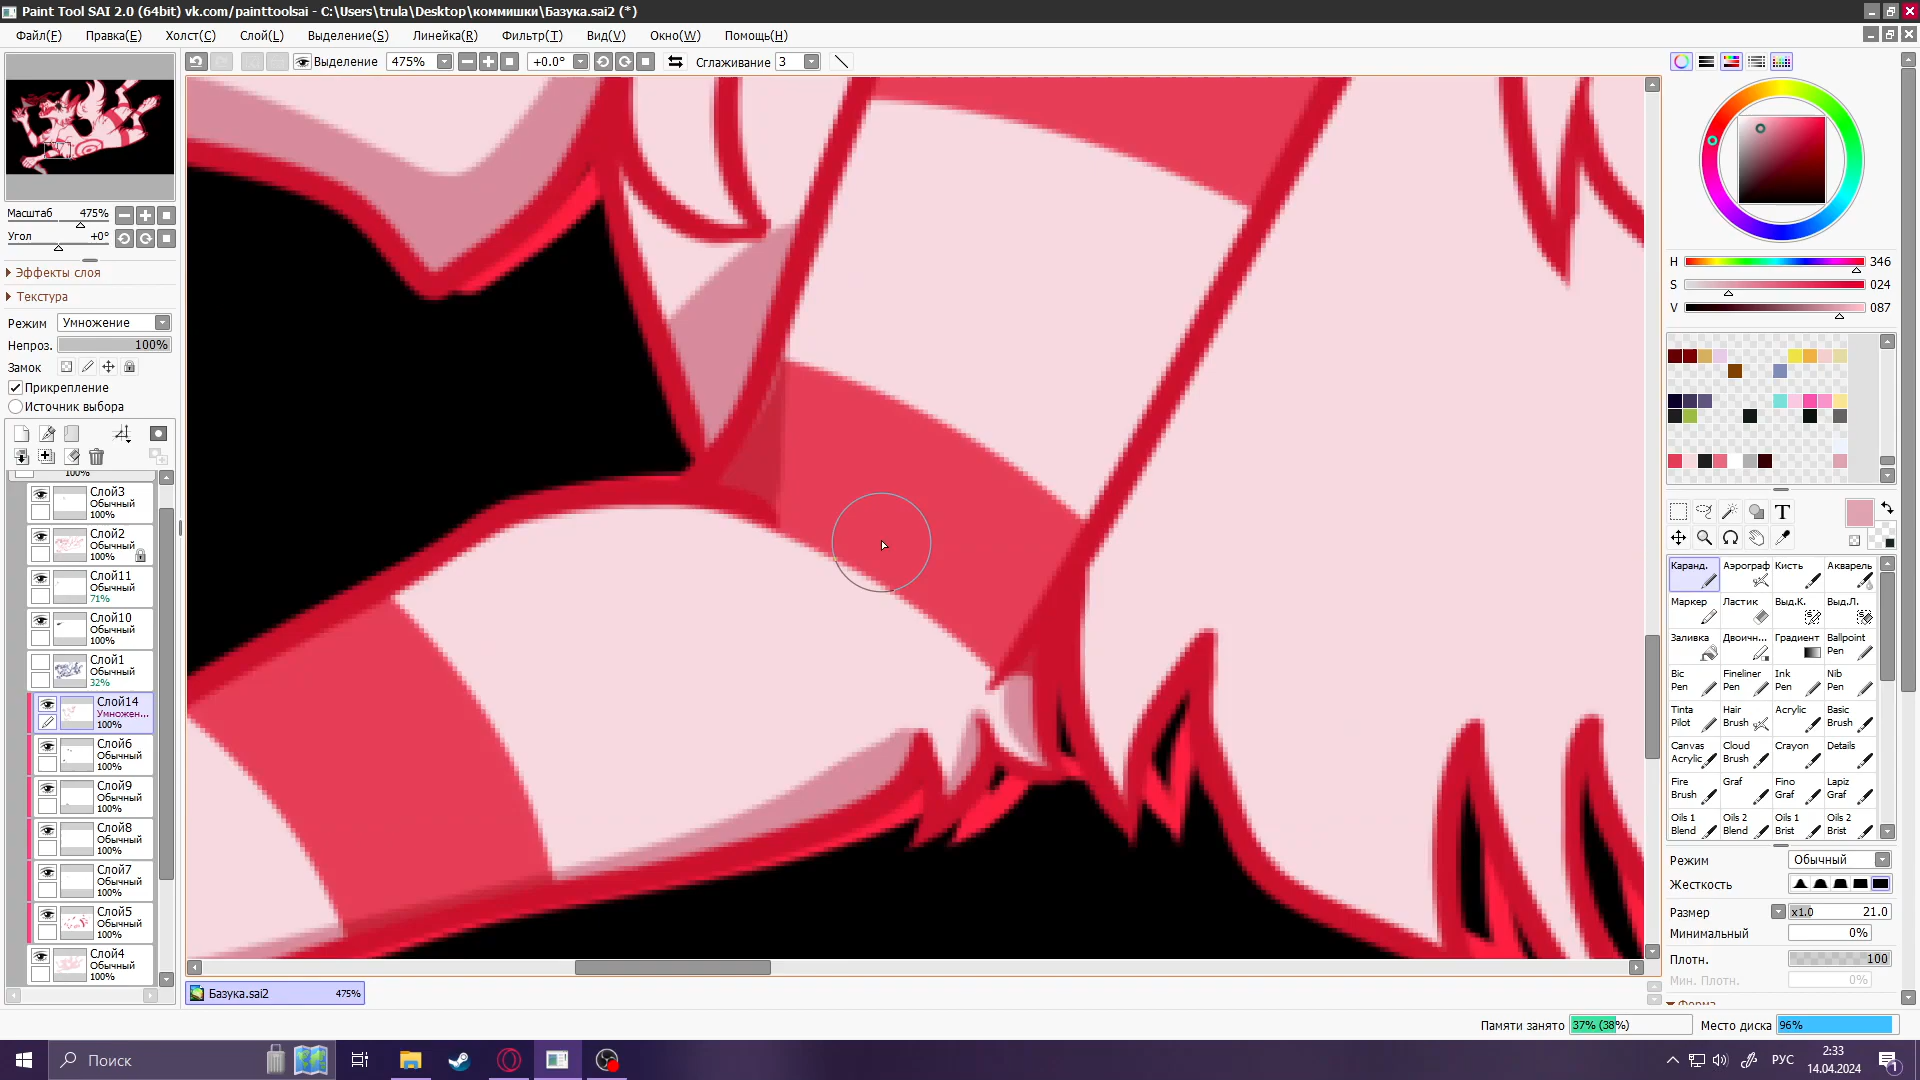 Paint Tool SAI 2.0 (64bit) vk.com/painttoolsai - C:\Users\trula\Desktop\коммишки\Базука.sai2 (*)
Файл(F) Правка(E) Холст(C) Слой(L) Выделение(S) Линейка(R) Фильтр(T) Вид(V) Окно(W) Помощь(H)
Выделение 475% +0.0° Сглаживание 3
Масштаб 475%
Угол +0°
Эффекты слоя
Текстура
Режим Умножение
Непроз. 100%
Замок
Прикрепление
Источник выбора
100%
Слой3
Обычный
100%
Слой2
Обычный
100%
Слой11
Обычный
71%
Слой10
Обычный
100%
Слой1
Обычный
32%
Слой14
Умножен...
100%
Слой6
Обычный
100%
Слой9
Обычный
100%
Слой8
Обычный
100%
Слой7
Обычный
100%
Слой5
Обычный
100%
Слой4
Обычный
100%
Базука.sai2 475%
H 346
S 024
V 087
T
Каранд. Аэрограф Кисть Акварель
Маркер Ластик Выд.К. Выд.Л.
Заливка Двоичн... Градиент Ballpoint Pen
Bic Pen Fineliner Pen Ink Pen Nib Pen
Tinta Pilot Hair Brush Acrylic Basic Brush
Canvas Acrylic Cloud Brush Crayon Details
Fire Brush Graf Fino Graf Lapiz Graf
Oils 1 Blend Oils 2 Blend Oils 1 Brist Oils 2 Brist
Режим Обычный
Жесткость
Размер x1.0 21.0
Минимальный 0%
Плотн. 100
Мин. Плотн. 0%
Форма
Памяти занято 37% (38%) Место диска 96%
Поиск
РУС
2:33
14.04.2024
1